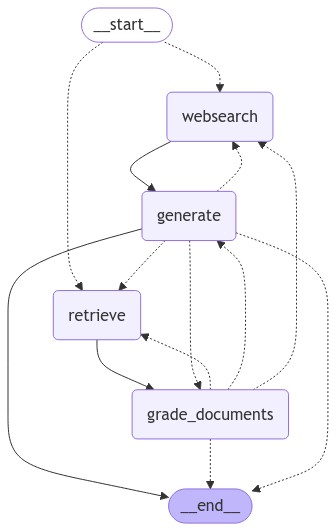 __start__
websearch
generate
retrieve
grade_documents
__end__